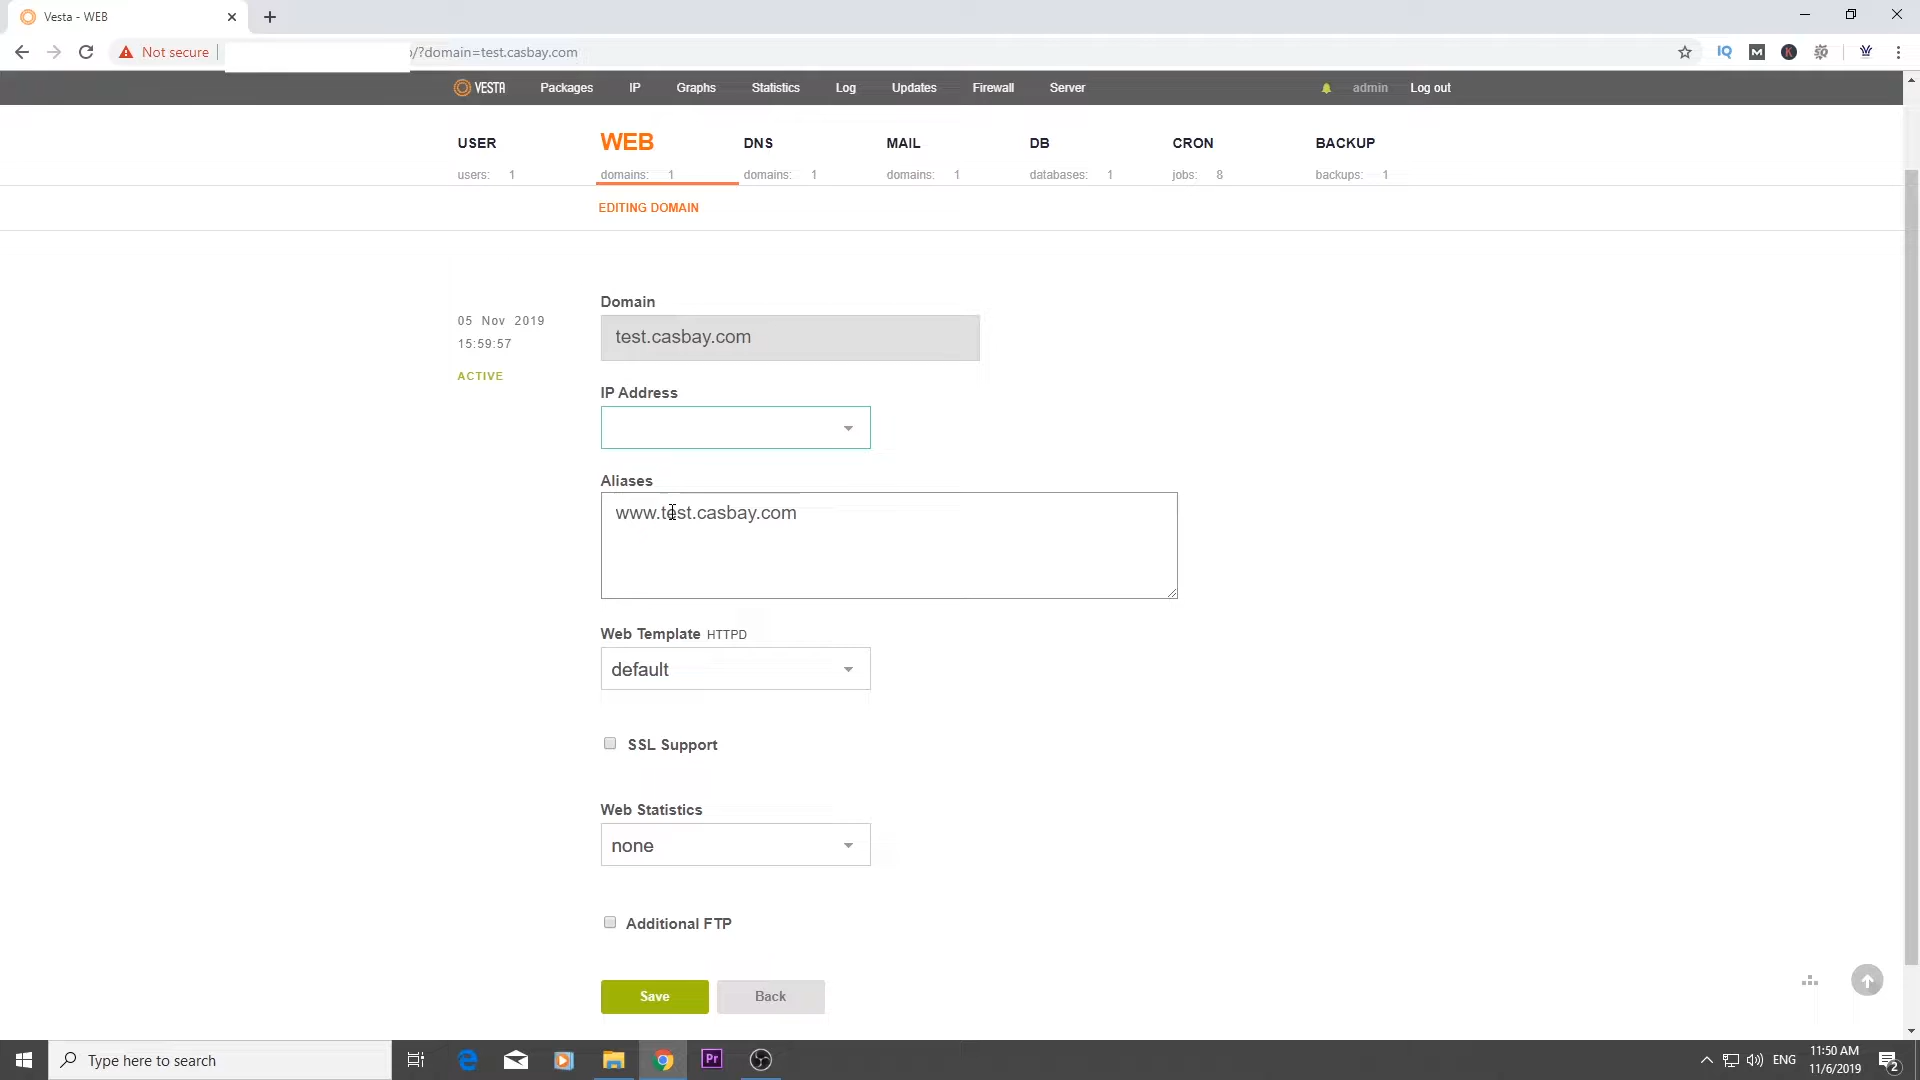 Vesta - WEB
Not secure
/?domain=test.casbay.com
IQ M K
VESTA Packages IP Graphs Statistics Log Updates Firewall Server admin Log out
USER WEB DNS MAIL DB CRON BACKUP
users: 1 domains: 1 domains: 1 domains: 1 databases: 1 jobs: 8 backups: 1
EDITING DOMAIN
Domain
05 Nov 2019
test.casbay.com
15:59:57
ACTIVE
IP Address
Aliases
www.test.casbay.com
Web Template HTTPD
default
SSL Support
Web Statistics
none
Additional FTP
Save Back
Type here to search
Pr
ENG
11:50 AM
11/6/2019
2